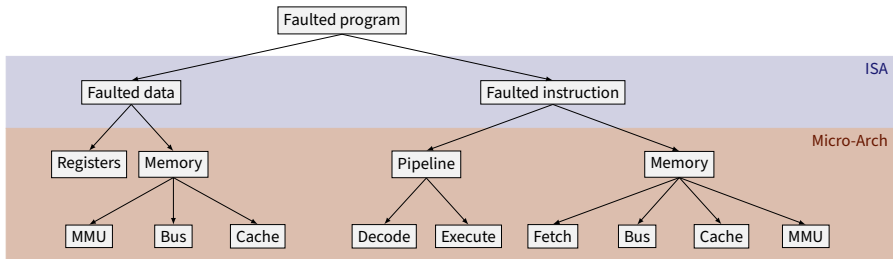 Faulted program
ISA
Faulted data
Faulted instruction
Micro-Arch
Registers
Memory
Pipeline
Memory
MMU
Bus
Cache
Decode
Execute
Fetch
Bus
Cache
MMU